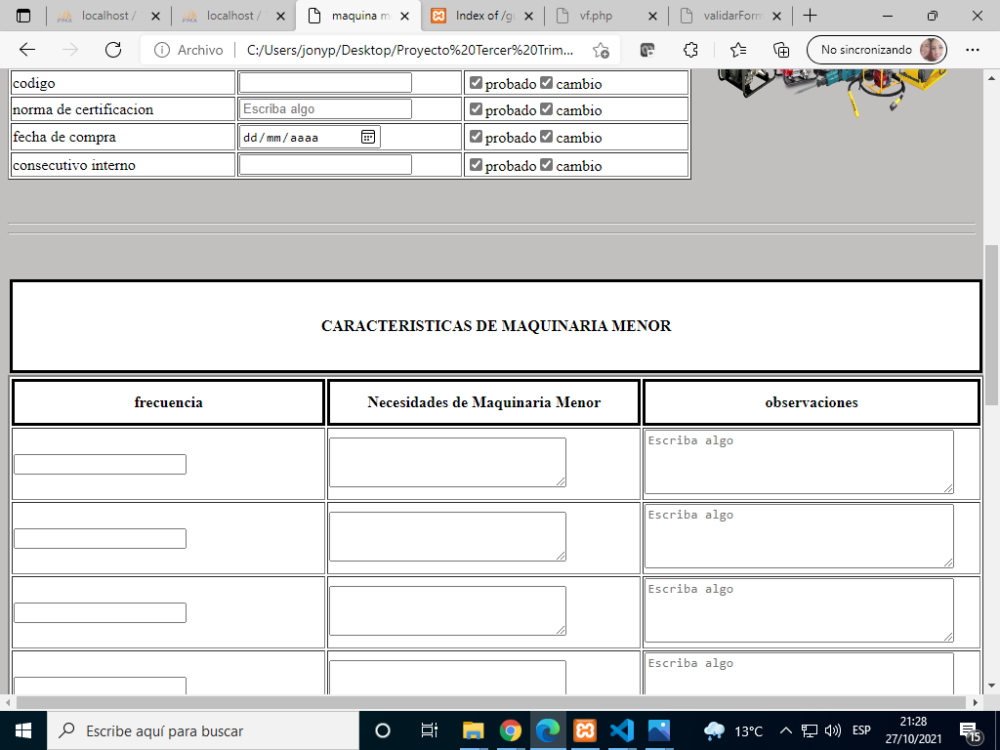 localhost /
localhost /
maquina m
Index of /g
vf.php
validarForm
Archivo
C:/Users/jonyp/Desktop/Proyecto%20Tercer%20Trim...
No sincronizando
codigo
probado cambio
norma de certificacion
Escriba algo
probado cambio
fecha de compra
dd/mm/aaaa
probado cambio
consecutivo interno
probado cambio
CARACTERISTICAS DE MAQUINARIA MENOR
frecuencia
Necesidades de Maquinaria Menor
observaciones
Escriba algo
Escriba algo
Escriba algo
Escriba algo
Escribe aquí para buscar
13°C
ESP
21:28
27/10/2021
15